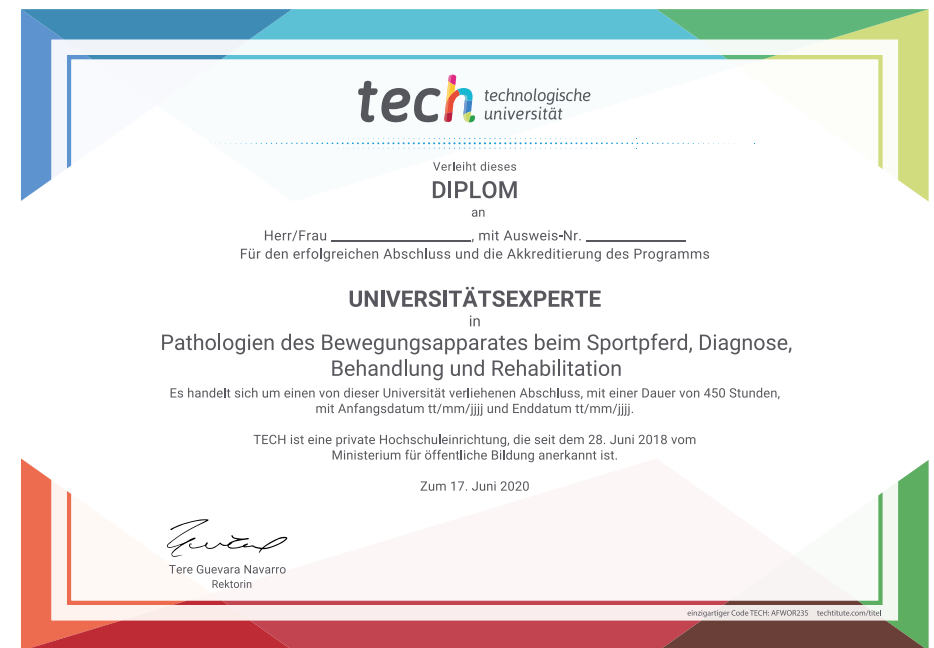 tech technologische
universität
Verleiht dieses
DIPLOM
an
Herr/Frau ____________________, mit Ausweis-Nr. ______________
Für den erfolgreichen Abschluss und die Akkreditierung des Programms
UNIVERSITÄTSEXPERTE
in
Pathologien des Bewegungsapparates beim Sportpferd, Diagnose,
Behandlung und Rehabilitation
Es handelt sich um einen von dieser Universität verliehenen Abschluss, mit einer Dauer von 450 Stunden,
mit Anfangsdatum tt/mm/jjjj und Enddatum tt/mm/jjjj.
TECH ist eine private Hochschuleinrichtung, die seit dem 28. Juni 2018 vom
Ministerium für öffentliche Bildung anerkannt ist.
Zum 17. Juni 2020
Tere Guevara Navarro
Rektorin
einzigartiger Code TECH: AFWOR23S techtitute.com/titel